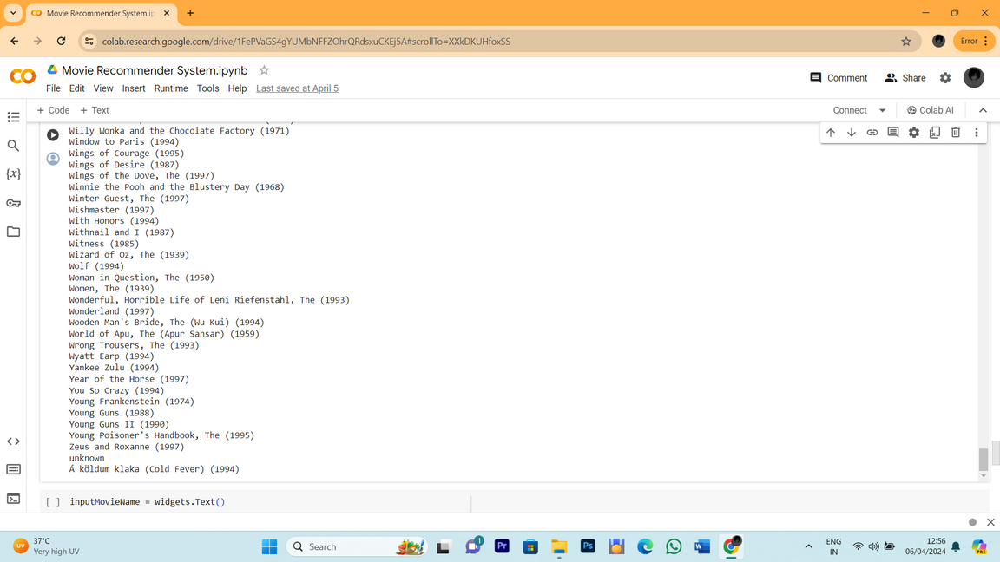 Movie Recommender System.ip
colab.research.google.com/drive/1FePVaGS4gYUMbNFFZOhrQRdsxuCKEj5A#scrollTo=XXkDKUHfoxSS
Error
Movie Recommender System.ipynb
File Edit View Insert Runtime Tools Help Last saved at April 5
Comment Share
+ Code + Text
Connect Colab AI
Willy Wonka and the Chocolate Factory (1971)
Window to Paris (1994)
Wings of Courage (1995)
Wings of Desire (1987)
Wings of the Dove, The (1997)
Winnie the Pooh and the Blustery Day (1968)
Winter Guest, The (1997)
Wishmaster (1997)
With Honors (1994)
Withnail and I (1987)
Witness (1985)
Wizard of Oz, The (1939)
Wolf (1994)
Woman in Question, The (1950)
Women, The (1939)
Wonderful, Horrible Life of Leni Riefenstahl, The (1993)
Wonderland (1997)
Wooden Man's Bride, The (Wu Kui) (1994)
World of Apu, The (Apur Sansar) (1959)
Wrong Trousers, The (1993)
Wyatt Earp (1994)
Yankee Zulu (1994)
Year of the Horse (1997)
You So Crazy (1994)
Young Frankenstein (1974)
Young Guns (1988)
Young Guns II (1990)
Young Poisoner's Handbook, The (1995)
Zeus and Roxanne (1997)
unknown
Á köldum klaka (Cold Fever) (1994)
[ ] inputMovieName = widgets.Text()
UV
37°C
Very high UV
Search
1
Pr
Ps
W
ENG
IN
12:56
06/04/2024
PRE